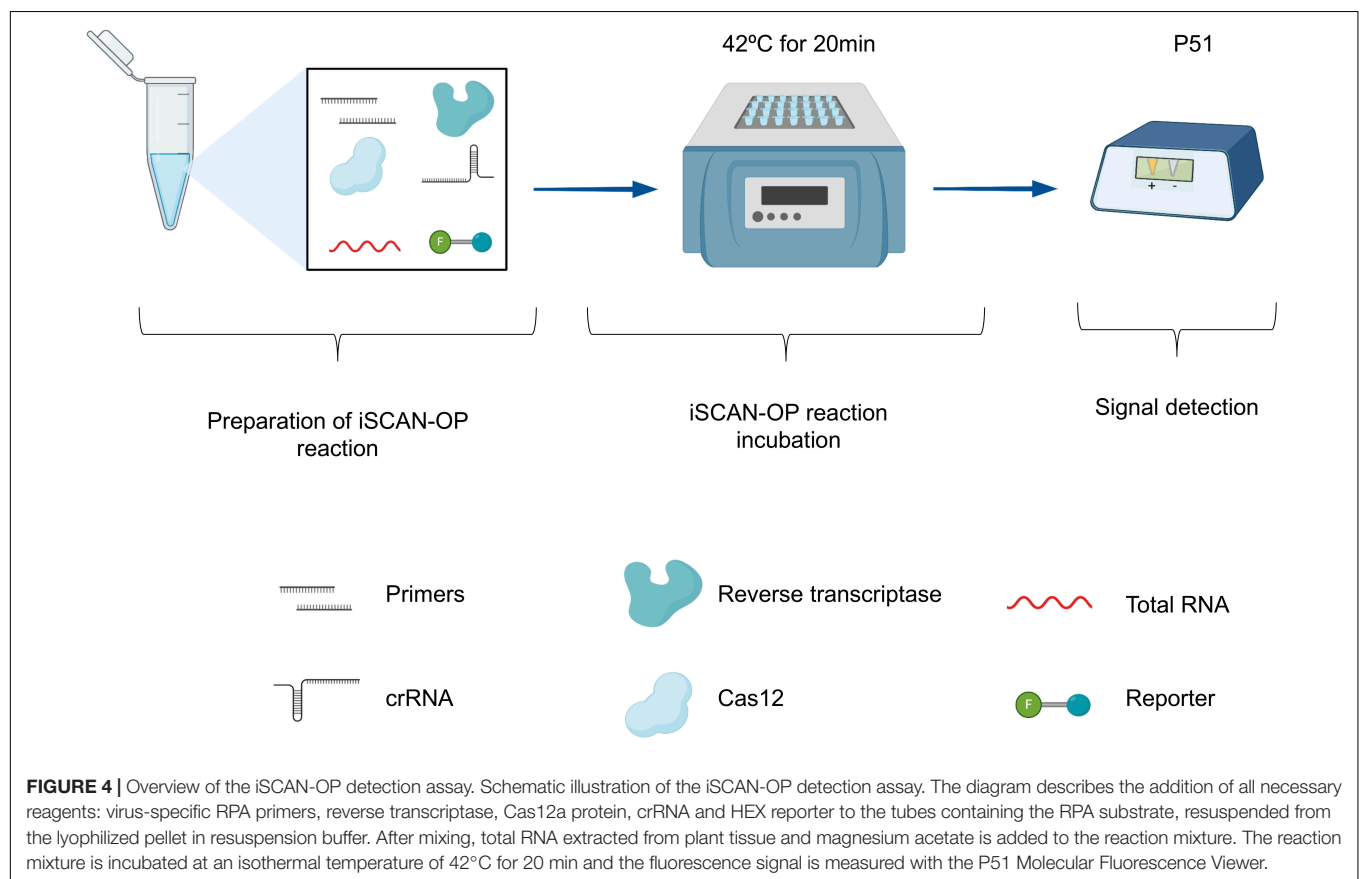 42ºC for 20min
P51
F
+ -
Preparation of iSCAN-OP
reaction
iSCAN-OP reaction
incubation
Signal detection
Primers
Reverse transcriptase
Total RNA
crRNA
Cas12
F
Reporter
FIGURE 4 | Overview of the iSCAN-OP detection assay. Schematic illustration of the iSCAN-OP detection assay. The diagram describes the addition of all necessary
reagents: virus-specific RPA primers, reverse transcriptase, Cas12a protein, crRNA and HEX reporter to the tubes containing the RPA substrate, resuspended from
the lyophilized pellet in resuspension buffer. After mixing, total RNA extracted from plant tissue and magnesium acetate is added to the reaction mixture. The reaction
mixture is incubated at an isothermal temperature of 42°C for 20 min and the fluorescence signal is measured with the P51 Molecular Fluorescence Viewer.